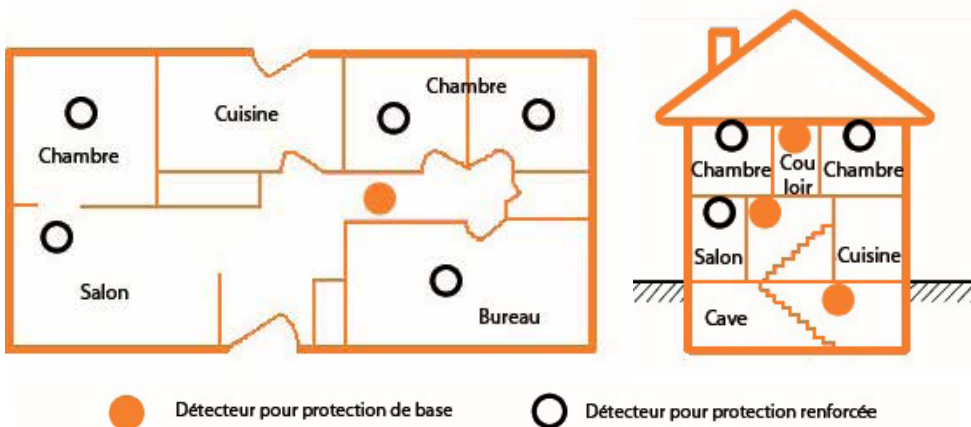 Chambre
Cuisine
Chambre
Salon
Bureau
Chambre
Cou
loir
Chambre
Salon
Cuisine
Cave
Détecteur pour protection de base
Détecteur pour protection renforcée